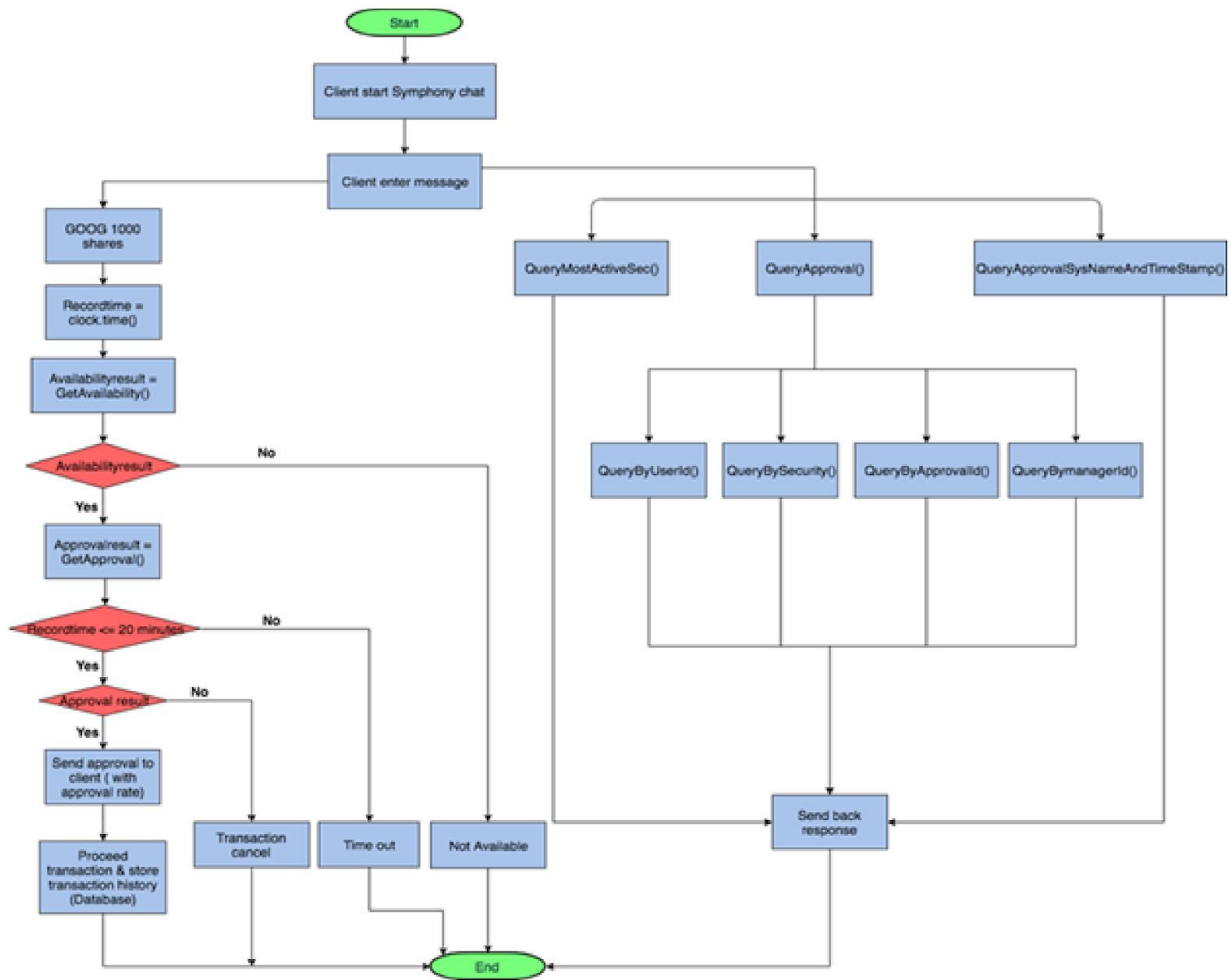 Start
Client start Symphony chat
Client enter message
GOOG 1000
shares
QueryMostActiveSec()
QueryApproval()
QueryApprovalSysNameAndTimeStamp()
Recordtime =
clock.time()
Availabilityresult =
GetAvailability()
Availabilityresult
No
Yes
QueryByUserId()
QueryBySecurity()
QueryByApprovalId()
QueryBymanagerId()
Approvalresult =
GetApproval()
Recordtime <= 20 minutes
No
Yes
Approval result
No
Yes
Send approval to
client ( with
approval rate)
Transaction
cancel
Time out
Not Available
Send back
response
Proceed
transaction & store
transaction history
(Database)
End